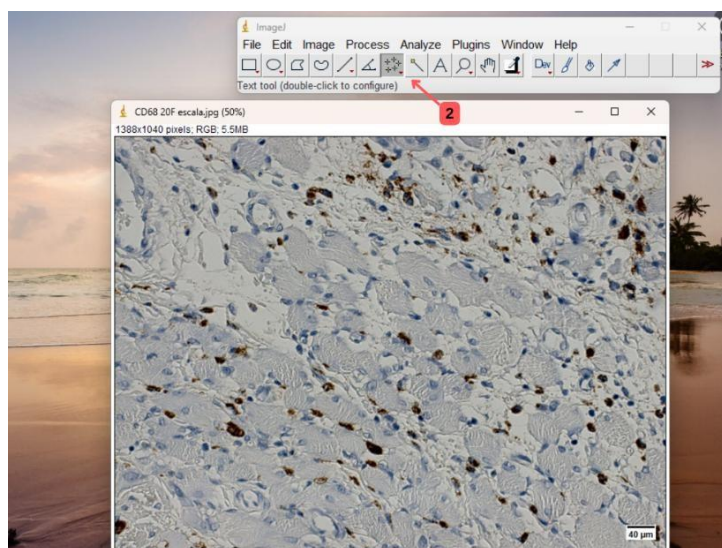 ImageJ
File Edit Image Process Analyze Plugins Window Help
Dev
Text tool (double-click to configure)
2
CD68 20F escala.jpg (50%)
1388x1040 pixels; RGB; 5.5MB
40 µm